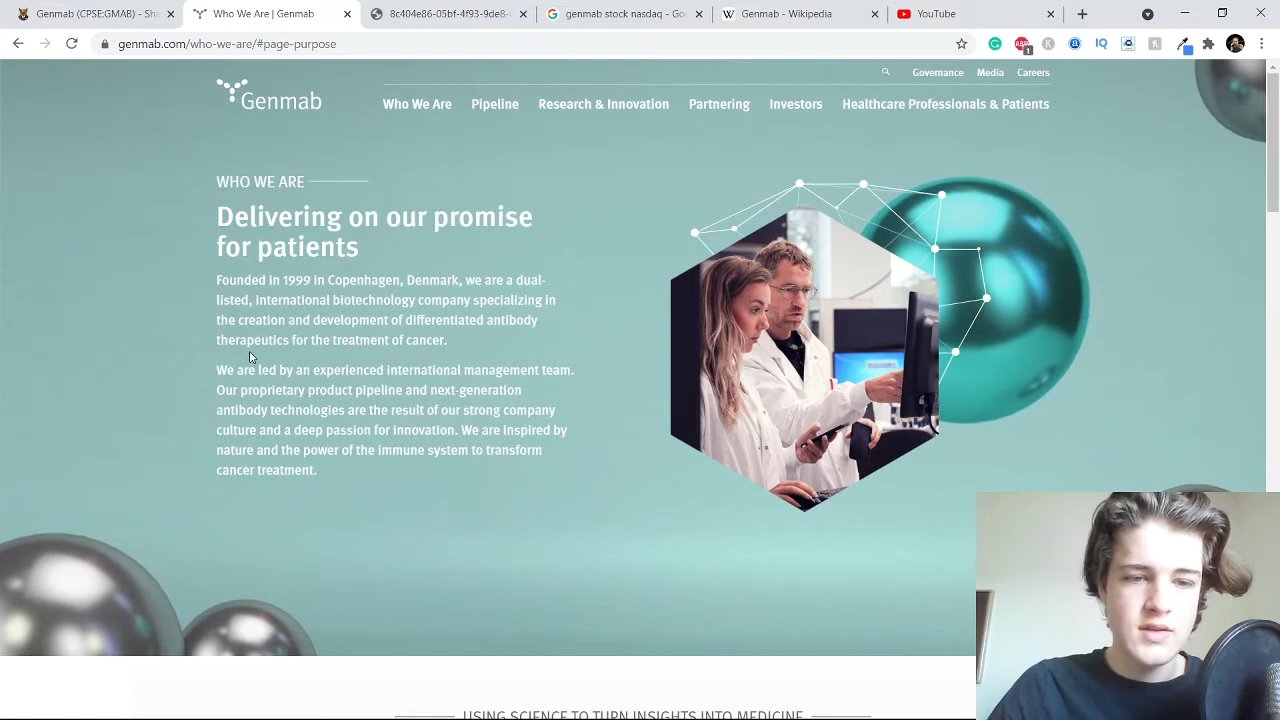 Genmab (CPSE:GMAB) - Sha
Who We Are | Genmab
8c404e86-05bf-4f93-9de8-
genmab stock nasdaq - Go
Genmab - Wikipedia
YouTube
genmab.com/who-we-are/#page-purpose
Governance Media Careers
Genmab
Who We Are Pipeline Research & Innovation Partnering Investors Healthcare Professionals & Patients
WHO WE ARE
Delivering on our promise
for patients
Founded in 1999 in Copenhagen, Denmark, we are a dual-
listed, international biotechnology company specializing in
the creation and development of differentiated antibody
therapeutics for the treatment of cancer.
We are led by an experienced international management team.
Our proprietary product pipeline and next-generation
antibody technologies are the result of our strong company
culture and a deep passion for innovation. We are inspired by
nature and the power of the immune system to transform
cancer treatment.
USING SCIENCE TO TURN INSIGHTS INTO MEDICINE